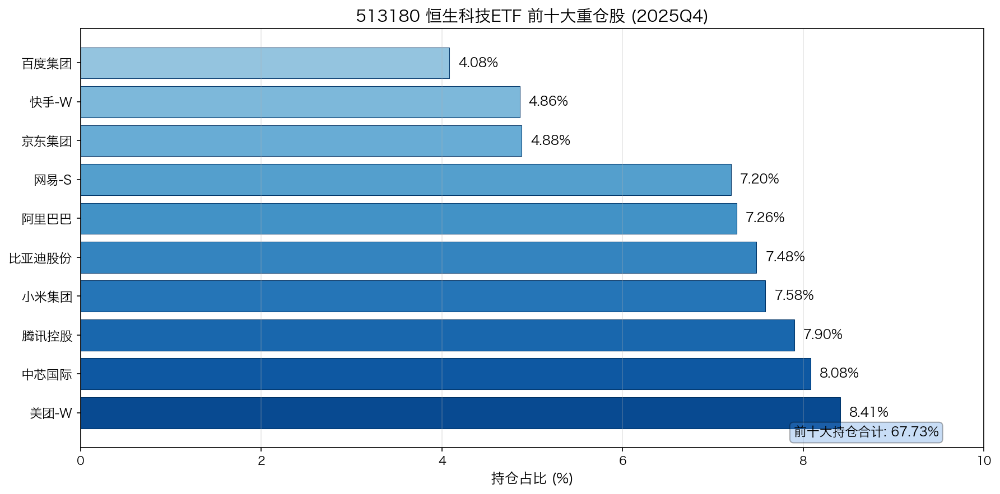 513180 恒生科技ETF 前十大重仓股 (2025Q4)
百度集团 4.08%
快手-W 4.86%
京东集团 4.88%
网易-S 7.20%
阿里巴巴 7.26%
比亚迪股份 7.48%
小米集团 7.58%
腾讯控股 7.90%
中芯国际 8.08%
美团-W 8.41%
前十大持仓合计: 67.73%
0 2 4 6 8 10
持仓占比 (%)